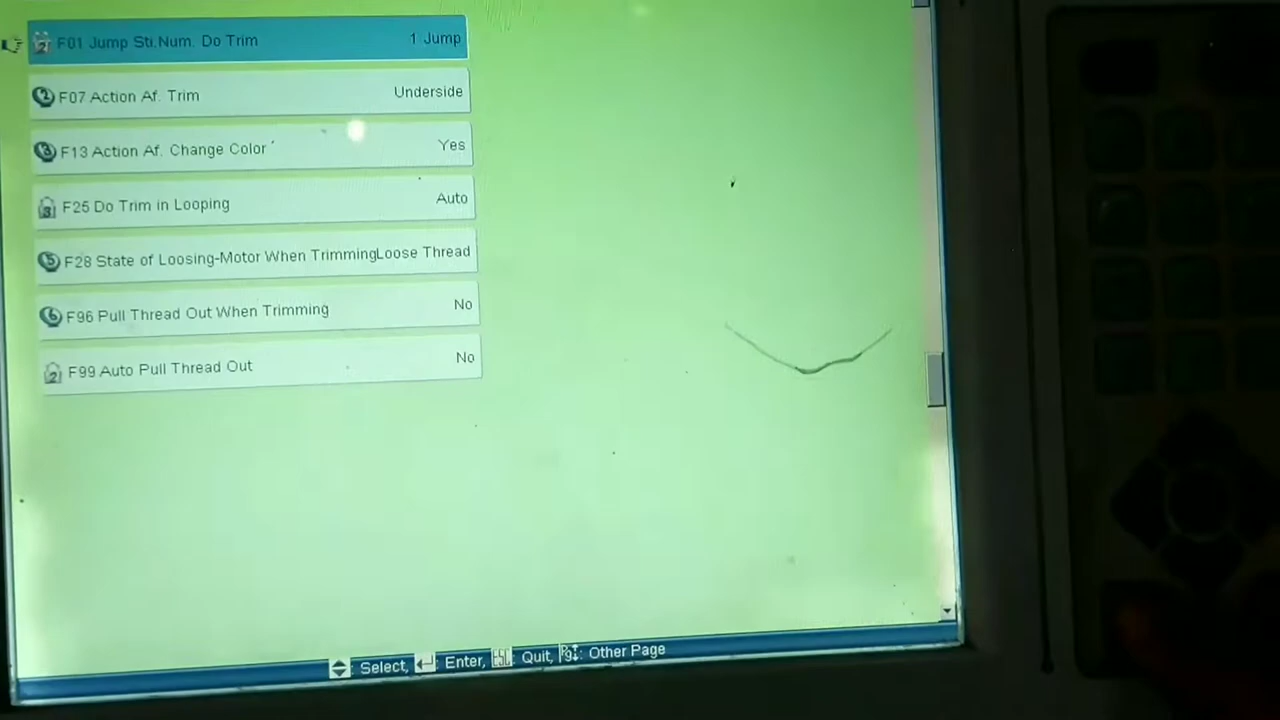 F01 Jump Sti.Num. Do Trim 1 Jump
F07 Action Af. Trim Underside
F13 Action Af. Change Color Yes
F25 Do Trim in Looping Auto
F28 State of Loosing-Motor When TrimmingLoose Thread
F96 Pull Thread Out When Trimming No
F99 Auto Pull Thread Out No
: Select, : Enter, ESC: Quit, : Other Page